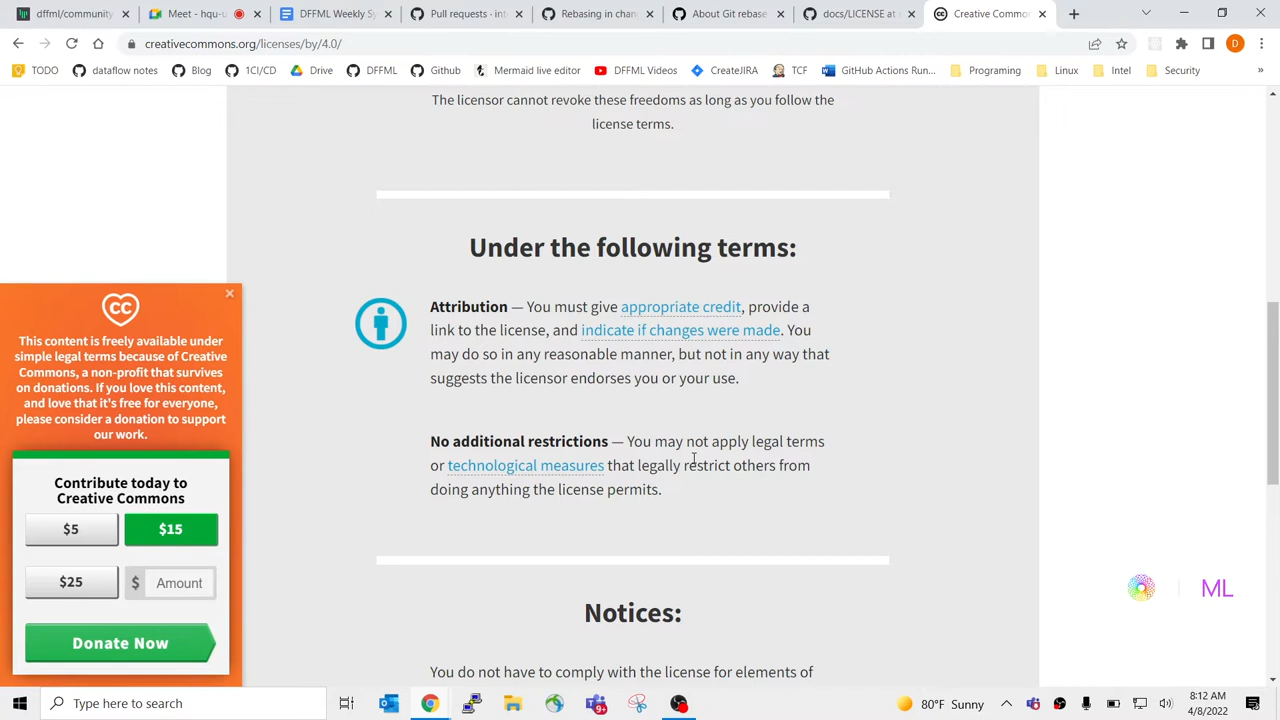 dffml/communit
Meet - hqu-u
DFFML Weekly Sy
Pull requests · int
Rebasing in chan
About Git rebase
docs/LICENSE at m
Creative Commo
creativecommons.org/licenses/by/4.0/
D
TODO
dataflow notes
Blog
1CI/CD
Drive
DFFML
Github
Mermaid live editor
DFFML Videos
CreateJIRA
TCF
GitHub Actions Run...
Programing
Linux
Intel
Security
»
The licensor cannot revoke these freedoms as long as you follow the
license terms.
Under the following terms:
Attribution — You must give appropriate credit, provide a
link to the license, and indicate if changes were made. You
may do so in any reasonable manner, but not in any way that
suggests the licensor endorses you or your use.
No additional restrictions — You may not apply legal terms
or technological measures that legally restrict others from
doing anything the license permits.
Notices:
You do not have to comply with the license for elements of
CC
This content is freely available under
simple legal terms because of Creative
Commons, a non-profit that survives
on donations. If you love this content,
and love that it's free for everyone,
please consider a donation to support
our work.
Contribute today to
Creative Commons
$5
$15
$25
$ Amount
Donate Now
ML
Type here to search
9+
80°F Sunny
8:12 AM
4/8/2022